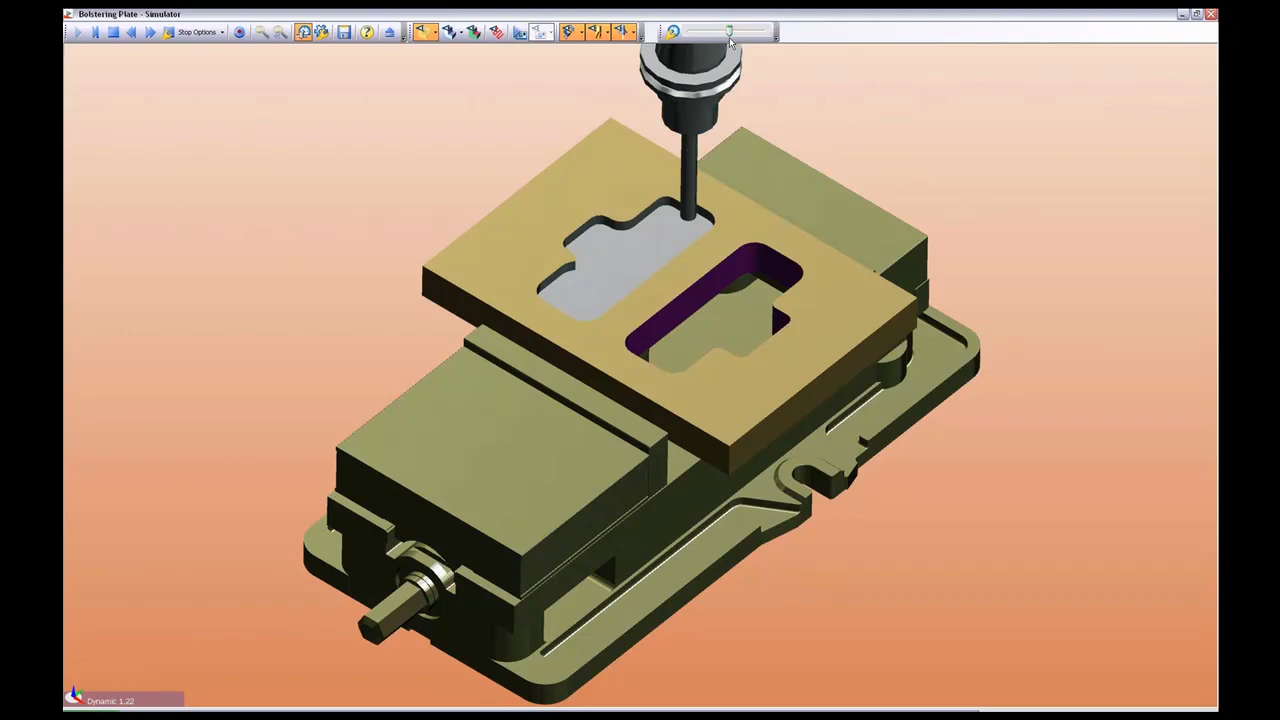 Bolstering Plate - Simulator
Stop Options
Dynamic 1.22